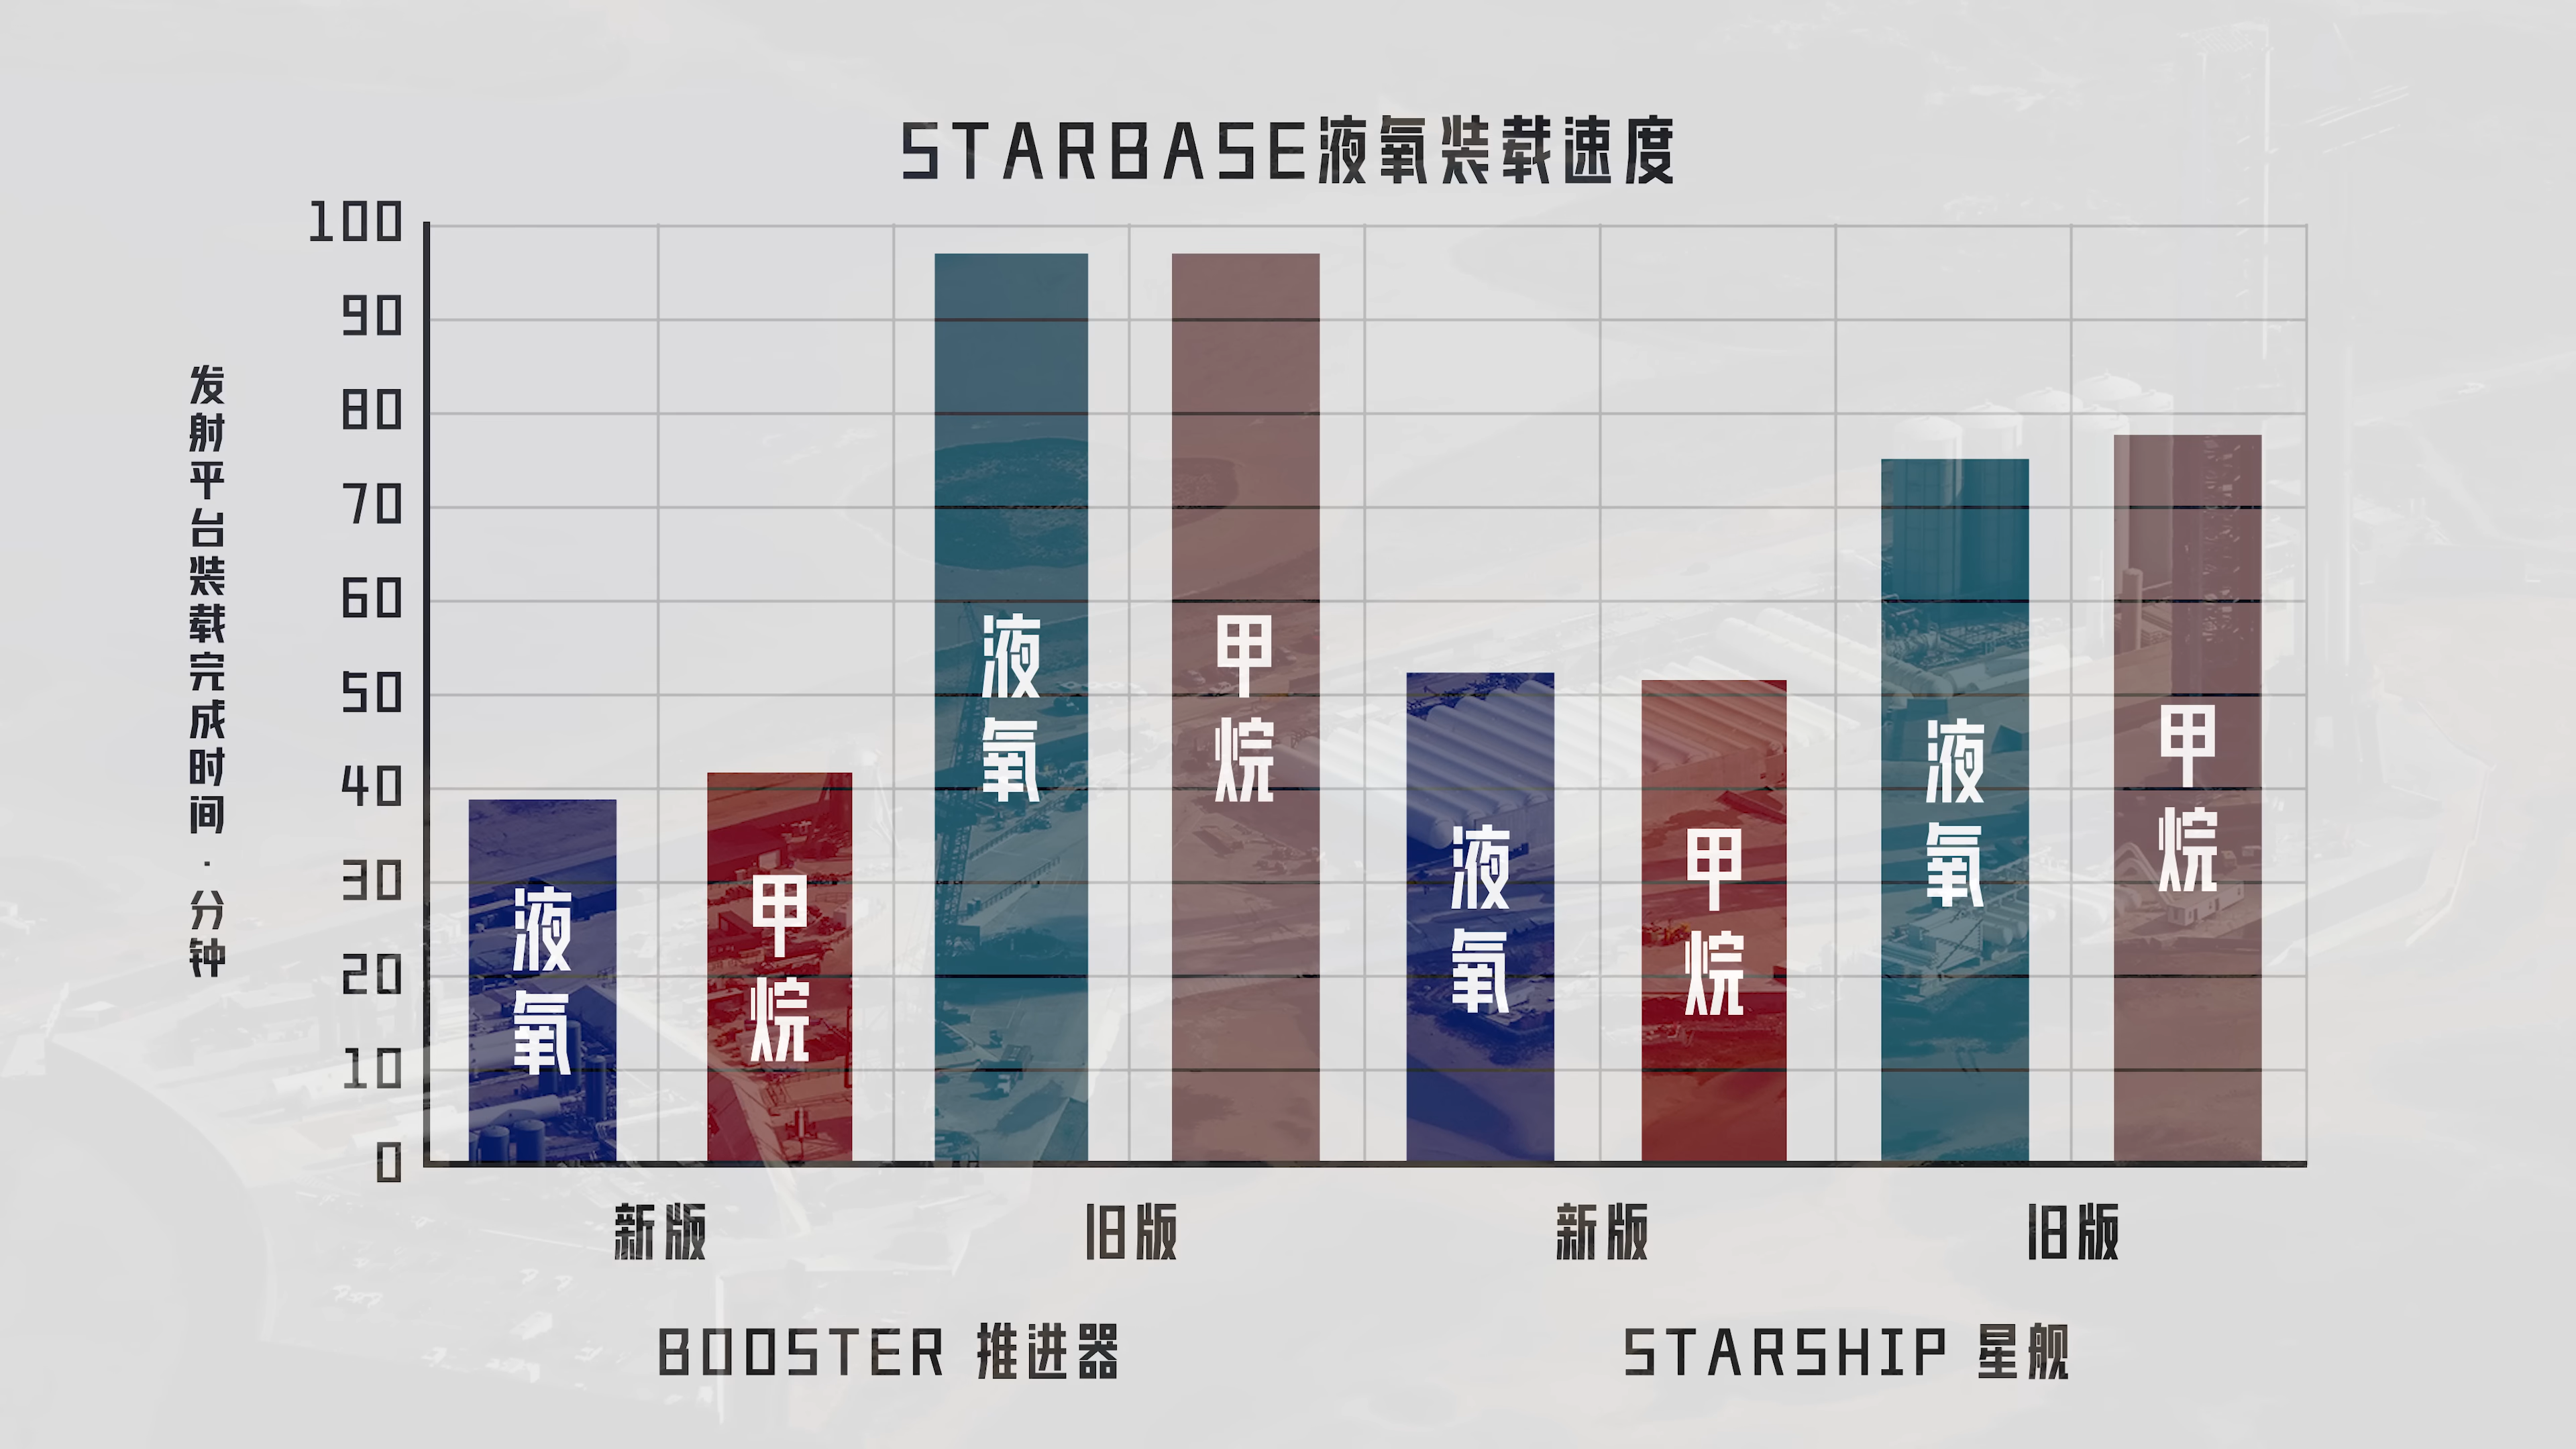 STARBASE液氧装载速度
发射平台装载完成时间·分钟
100
90
80
70
60
50
40
30
20
10
0
液氧
甲烷
液氧
甲烷
液氧
甲烷
液氧
甲烷
新版
旧版
新版
旧版
BOOSTER 推进器
STARSHIP 星舰